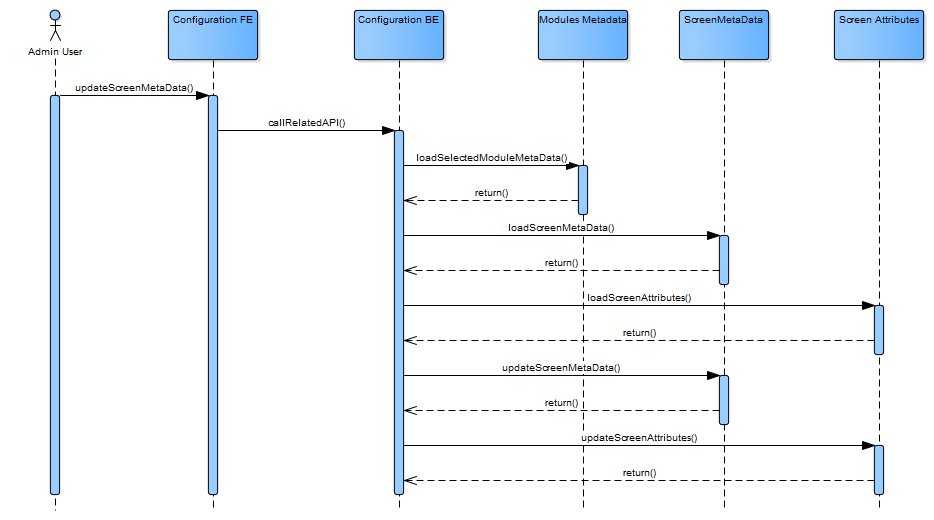 Configuration FE
Configuration BE
Modules Metadata
ScreenMetaData
Screen Attributes
Admin User
updateScreenMetaData()
callRelatedAPI()
loadSelectedModuleMetaData()
return()
loadScreenMetaData()
return()
loadScreenAttributes()
return()
updateScreenMetaData()
return()
updateScreenAttributes()
return()